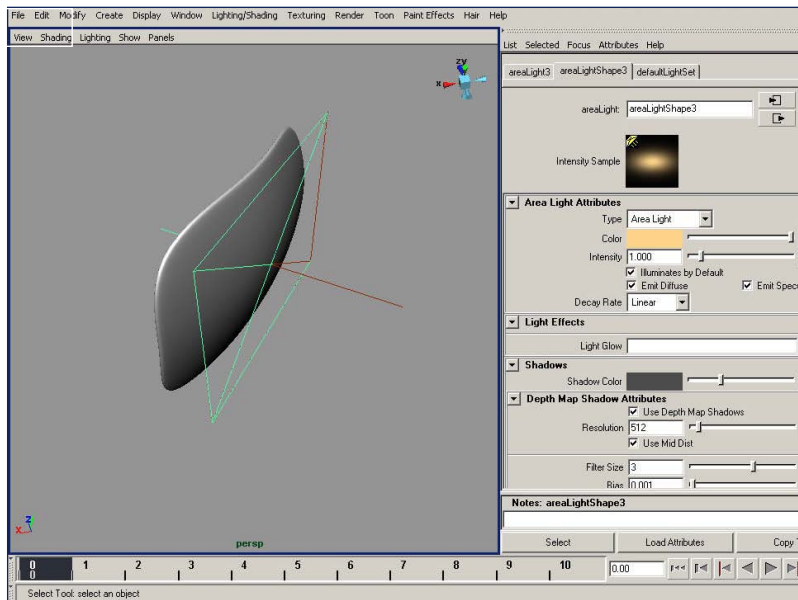 File Edit Modify Create Display Window Lighting/Shading Texturing Render Toon Paint Effects Hair Help
View Shading Lighting Show Panels
List Selected Focus Attributes Help
areaLight3 areaLightShape3 defaultLightSet
areaLight: areaLightShape3
Intensity Sample
Area Light Attributes
Type Area Light
Color
Intensity 1.000
Illuminates by Default
Emit Diffuse Emit Spec
Decay Rate Linear
Light Effects
Light Glow
Shadows
Shadow Color
Depth Map Shadow Attributes
Use Depth Map Shadows
Resolution 512
Use Mid Dist
Filter Size 3
Bias 0.001
Notes: areaLightShape3
Select Load Attributes Copy T
zy
x
z
x
persp
0 1 2 3 4 5 6 7 8 9 10
0
0.00
Select Tool: select an object